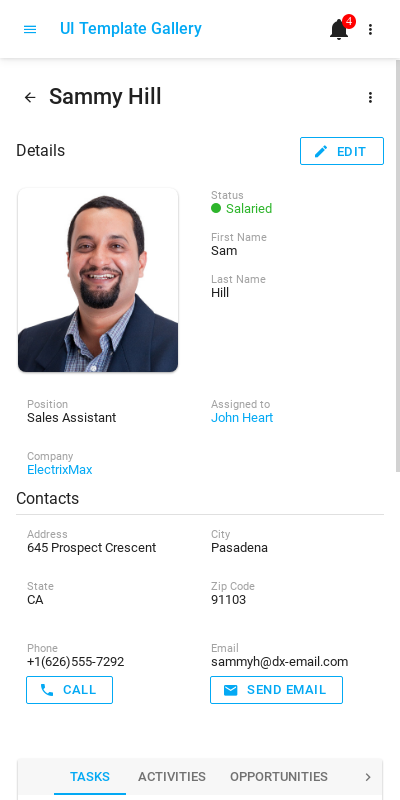 UI Template Gallery
4
Sammy Hill
Details
EDIT
Status
Salaried
First Name
Sam
Last Name
Hill
Position
Sales Assistant
Assigned to
John Heart
Company
ElectrixMax
Contacts
Address
645 Prospect Crescent
City
Pasadena
State
CA
Zip Code
91103
Phone
+1(626)555-7292
Email
sammyh@dx-email.com
CALL
SEND EMAIL
TASKS ACTIVITIES OPPORTUNITIES